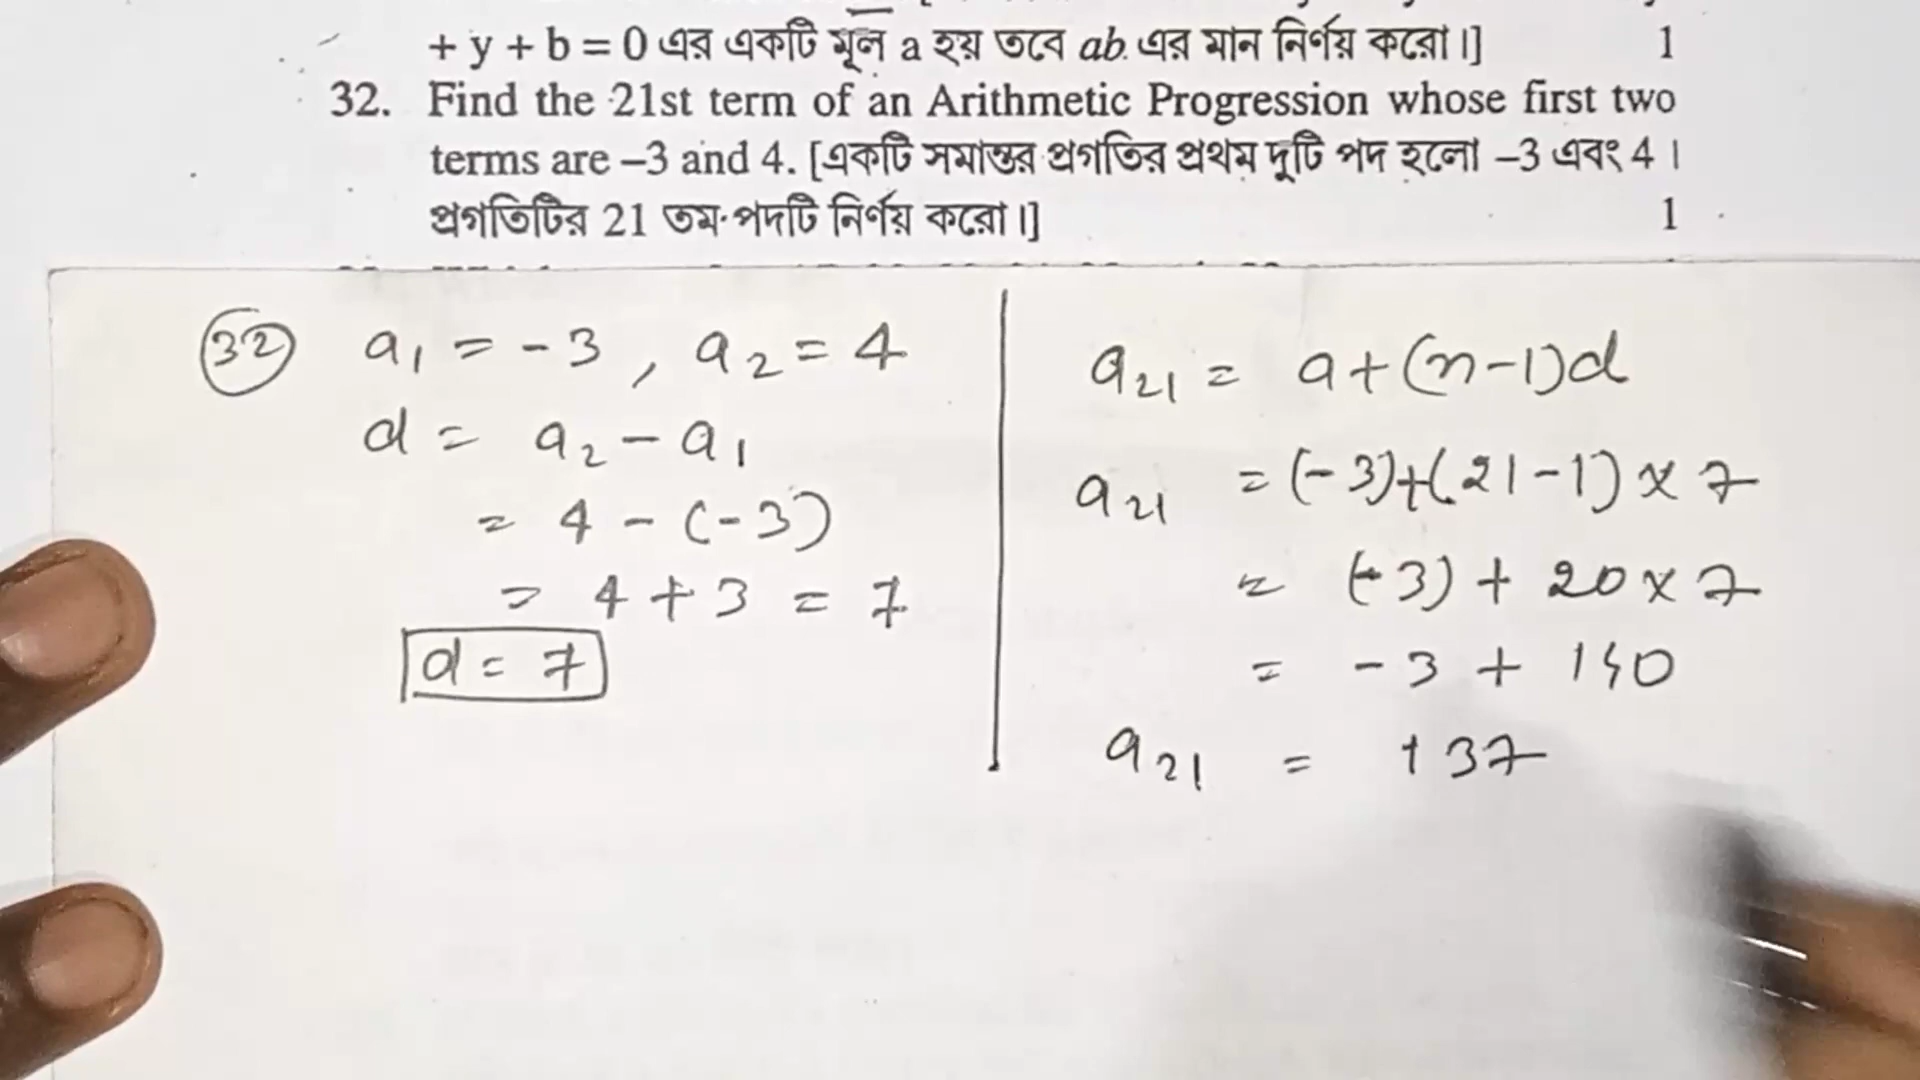 + y + b = 0 এর একটি মূল a হয় তবে ab এর মান নির্ণয় করো।] 1
32. Find the 21st term of an Arithmetic Progression whose first two
terms are –3 and 4. [একটি সমান্তর প্রগতির প্রথম দুটি পদ হলো –3 এবং 4।
প্রগতিটির 21 তম পদটি নির্ণয় করো।] 1
32 a₁ = -3, a₂ = 4
d = a₂ - a₁
= 4 - (-3)
= 4 + 3 = 7
d = 7
a₂₁ = a + (n-1)d
a₂₁ = (-3)+(21-1) × 7
= (-3) + 20 × 7
= -3 + 140
a₂₁ = 137